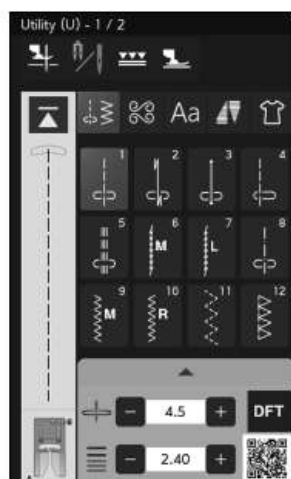 Utility (U) - 1 / 2
Aa
1 2 3 4
5 6 M 7 L 8
9 M 10 R 11 12
− 4.5 + DFT
− 2.40 +